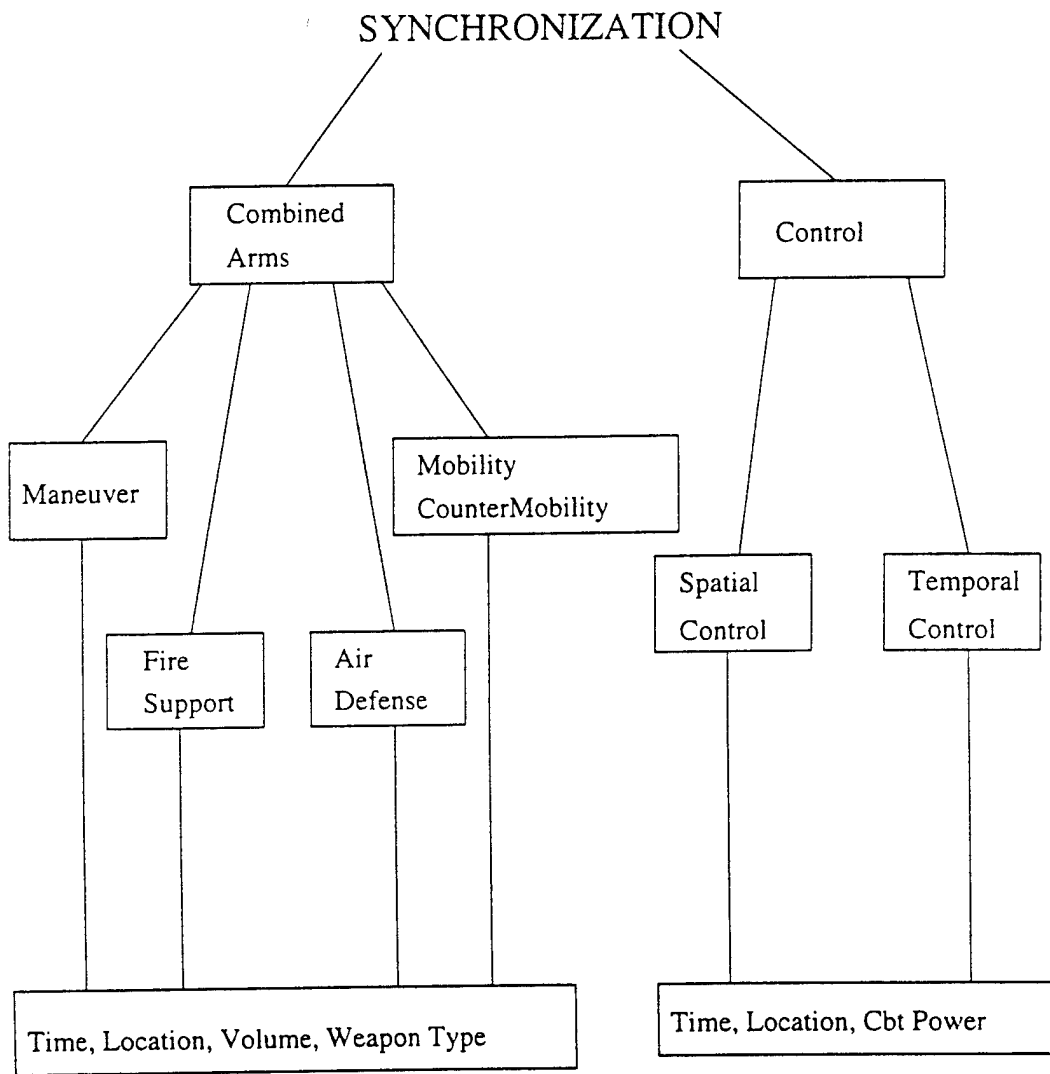 SYNCHRONIZATION
Combined
Arms
Control
Maneuver
Mobility
CounterMobility
Spatial
Control
Temporal
Control
Fire
Support
Air
Defense
Time, Location, Volume, Weapon Type
Time, Location, Cbt Power